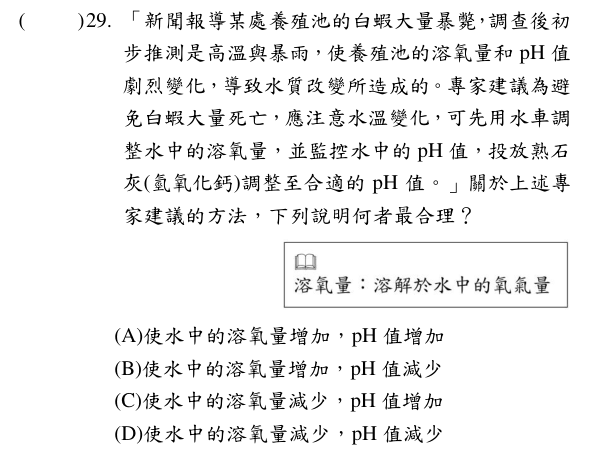 (　　)29. 「新聞報導某處養殖池的白蝦大量暴斃，調查後初
步推測是高溫與暴雨，使養殖池的溶氧量和 pH 值
劇烈變化，導致水質改變所造成的。專家建議為避
免白蝦大量死亡，應注意水溫變化，可先用水車調
整水中的溶氧量，並監控水中的 pH 值，投放熟石
灰(氫氧化鈣)調整至合適的 pH 值。」關於上述專
家建議的方法，下列說明何者最合理？
溶氧量：溶解於水中的氧氣量
(A)使水中的溶氧量增加，pH 值增加
(B)使水中的溶氧量增加，pH 值減少
(C)使水中的溶氧量減少，pH 值增加
(D)使水中的溶氧量減少，pH 值減少